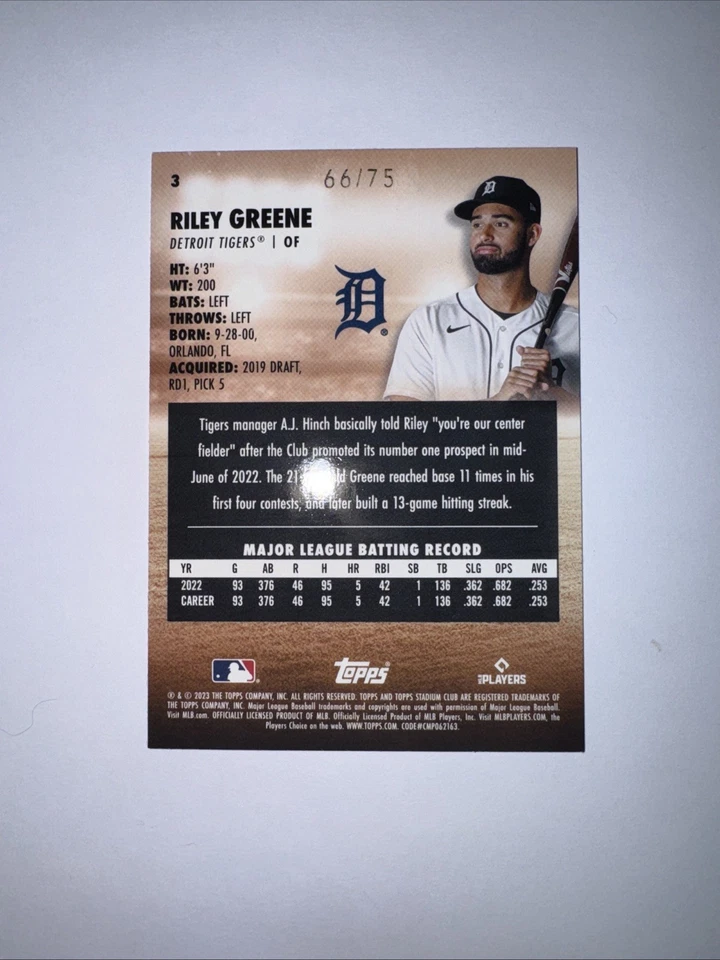 3
66/75
RILEY GREENE
DETROIT TIGERS® | OF
HT: 6'3"
WT: 200
BATS: LEFT
THROWS: LEFT
BORN: 9-28-00,
ORLANDO, FL
ACQUIRED: 2019 DRAFT,
RD1, PICK 5
D®
Tigers manager A.J. Hinch basically told Riley "you're our center
fielder" after the Club promoted its number one prospect in mid-
June of 2022. The Greene reached base 11 times in his
first four contests, and later built a 13-game hitting streak.
MAJOR LEAGUE BATTING RECORD
YR G AB R H HR RBI SB TB SLG OPS AVG
2022 93 376 46 95 5 42 1 136 .362 .682 .253
CAREER 93 376 46 95 5 42 1 136 .362 .682 .253
topps® PLAYERS
® & © 2023 THE TOPPS COMPANY, INC. ALL RIGHTS RESERVED. TOPPS AND TOPPS STADIUM CLUB ARE REGISTERED TRADEMARKS OF
THE TOPPS COMPANY, INC. Major League Baseball trademarks and copyrights are used with permission of Major League Baseball.
Visit MLB.com. OFFICIALLY LICENSED PRODUCT OF MLB. Officially Licensed Product of MLB Players, Inc. Visit MLBPLAYERS.COM, the
Players Choice on the web. WWW.TOPPS.COM. CODE#CMP062163.